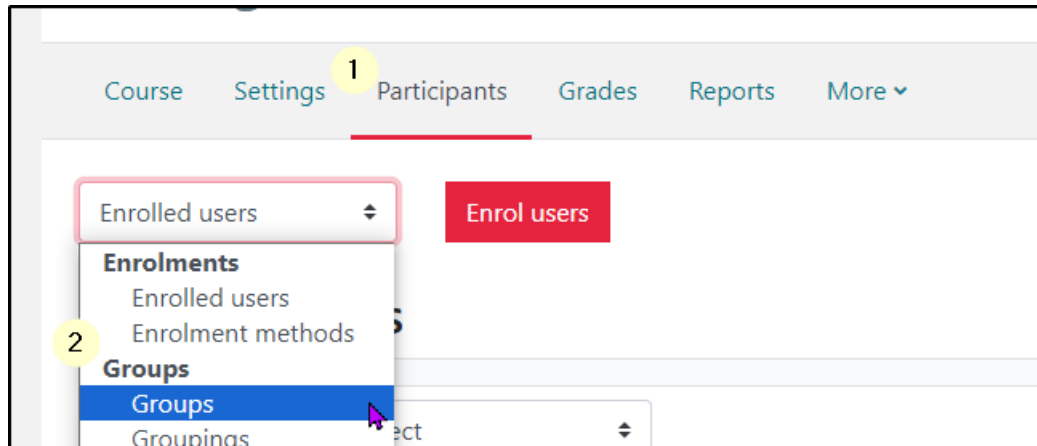 1
Course Settings Participants Grades Reports More
Enrolled users Enrol users
Enrolments
Enrolled users
Enrolment methods
2
Groups
Groups
Groupings